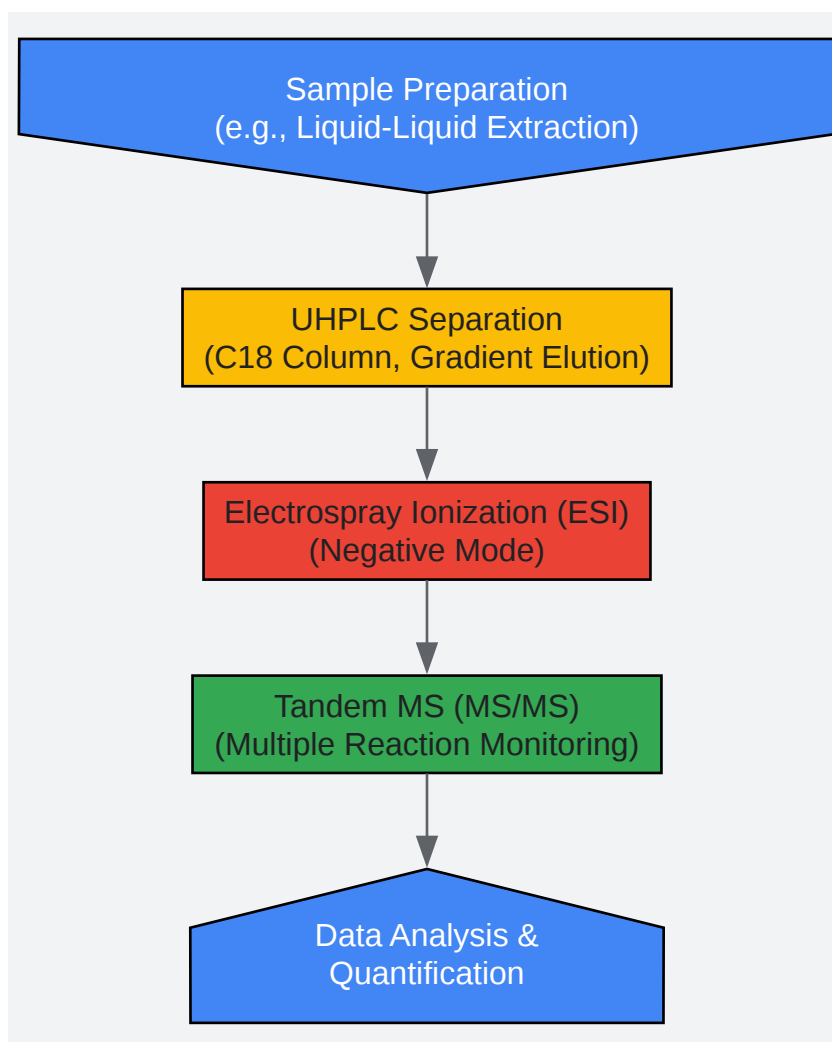 Sample Preparation
(e.g., Liquid-Liquid Extraction)
UHPLC Separation
(C18 Column, Gradient Elution)
Electrospray Ionization (ESI)
(Negative Mode)
Tandem MS (MS/MS)
(Multiple Reaction Monitoring)
Data Analysis &
Quantification